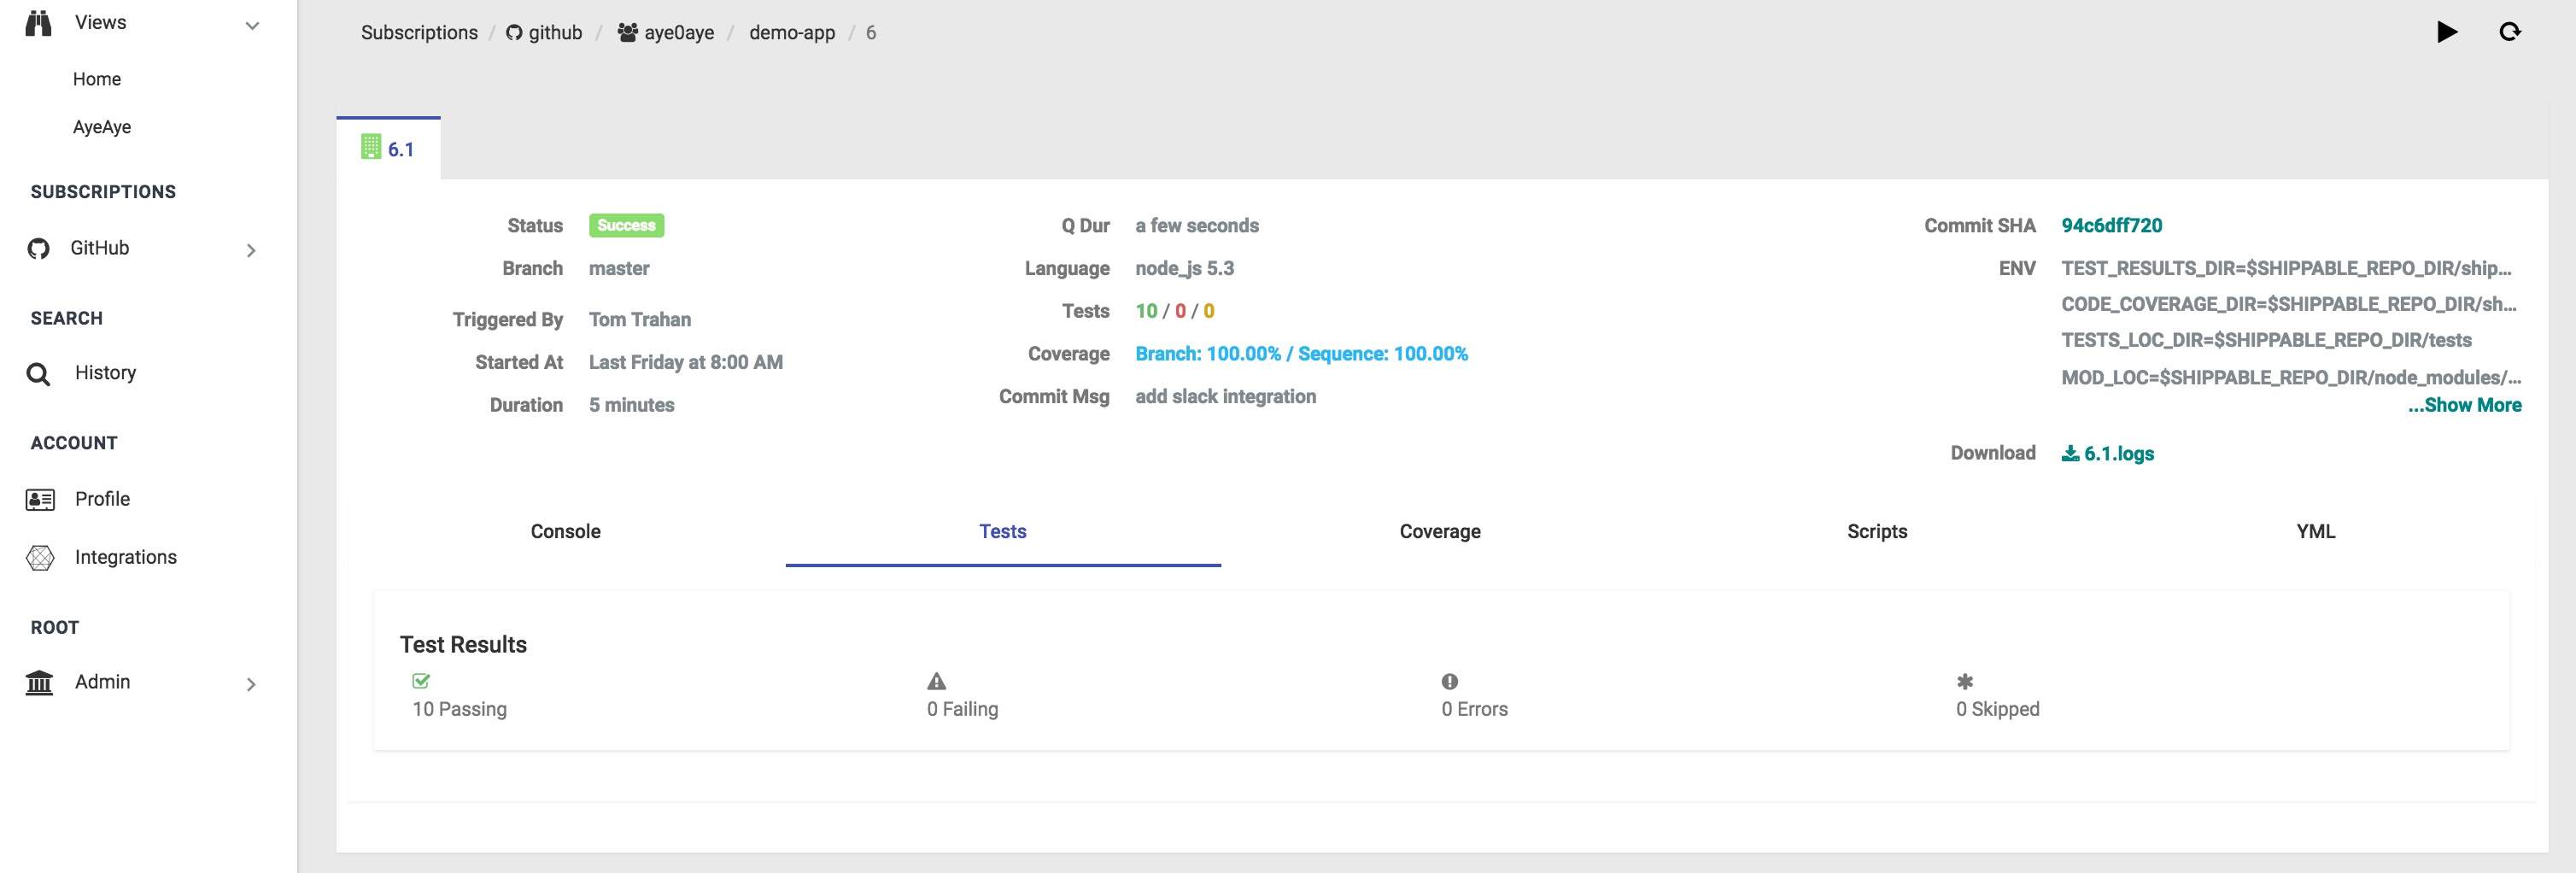 Views
Home
AyeAye
SUBSCRIPTIONS
GitHub
SEARCH
History
ACCOUNT
Profile
Integrations
ROOT
Admin
Subscriptions / github / aye0aye / demo-app / 6
6.1
Status Success
Branch master
Triggered By Tom Trahan
Started At Last Friday at 8:00 AM
Duration 5 minutes
Q Dur a few seconds
Language node_js 5.3
Tests 10 / 0 / 0
Coverage Branch: 100.00% / Sequence: 100.00%
Commit Msg add slack integration
Commit SHA 94c6dff720
ENV TEST_RESULTS_DIR=$SHIPPABLE_REPO_DIR/ship...
CODE_COVERAGE_DIR=$SHIPPABLE_REPO_DIR/sh...
TESTS_LOC_DIR=$SHIPPABLE_REPO_DIR/tests
MOD_LOC=$SHIPPABLE_REPO_DIR/node_modules/...
...Show More
Download 6.1.logs
Console Tests Coverage Scripts YML
Test Results
10 Passing 0 Failing 0 Errors 0 Skipped